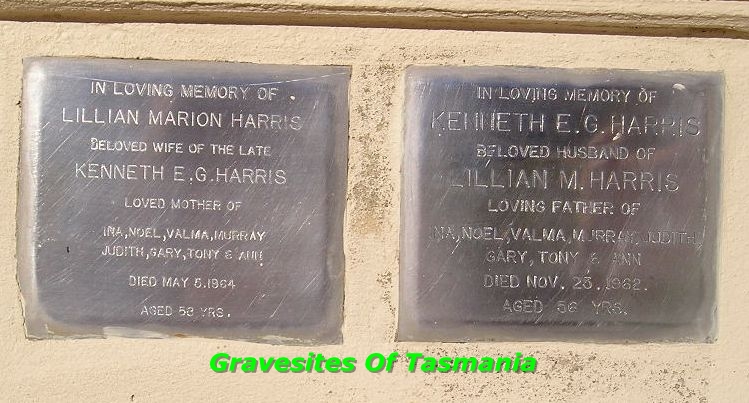 IN LOVING MEMORY OF
LILLIAN MARION HARRIS
BELOVED WIFE OF THE LATE
KENNETH E.G.HARRIS
LOVED MOTHER OF
INA,NOEL,VALMA,MURRAY
JUDITH,GARY,TONY & ANN
DIED MAY 5.1964
AGED 53 YRS.
IN LOVING MEMORY OF
KENNETH E.G.HARRIS
BELOVED HUSBAND OF
LILLIAN M.HARRIS
LOVING FATHER OF
INA,NOEL,VALMA,MURRAY,JUDITH,
GARY,TONY & ANN
DIED NOV. 25.1962.
AGED 56 YRS.
Gravesites Of Tasmania